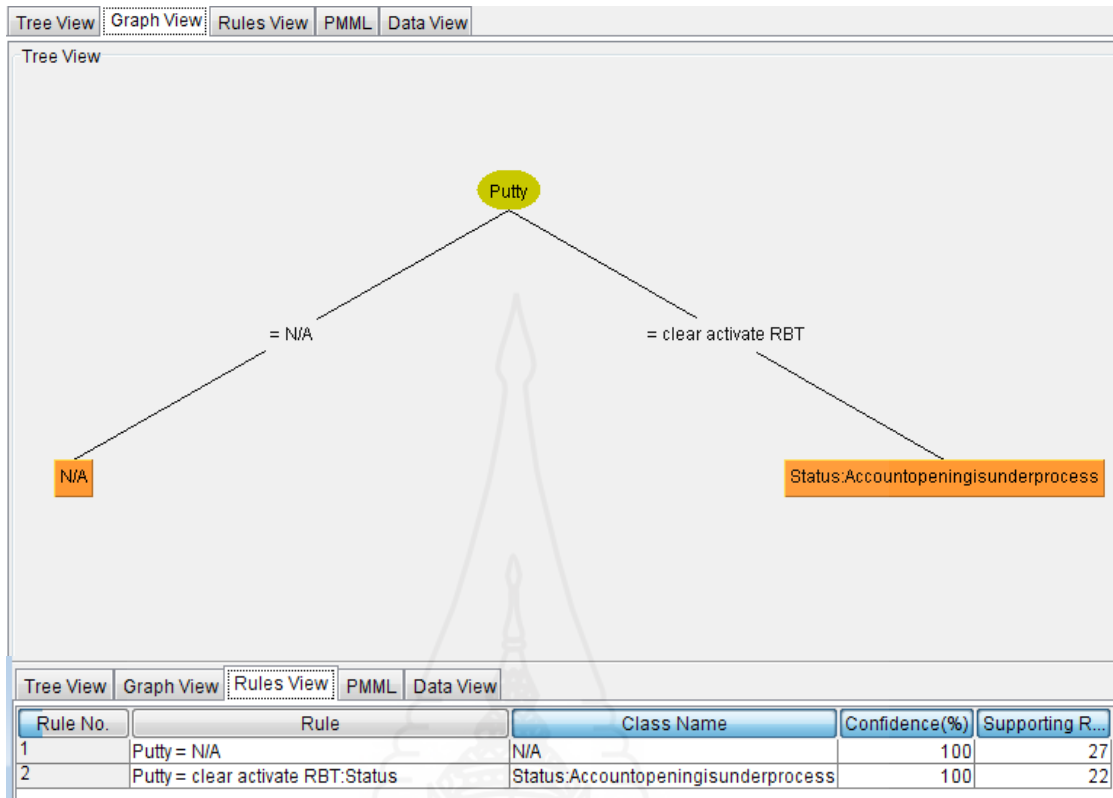 Tree View Graph View Rules View PMML Data View
Tree View
Putty
= N/A = clear activate RBT
N/A Status:Accountopeningisunderprocess
Tree View Graph View Rules View PMML Data View
Rule No. Rule Class Name Confidence(%) Supporting R...
1 Putty = N/A N/A 100 27
2 Putty = clear activate RBT:Status Status:Accountopeningisunderprocess 100 22